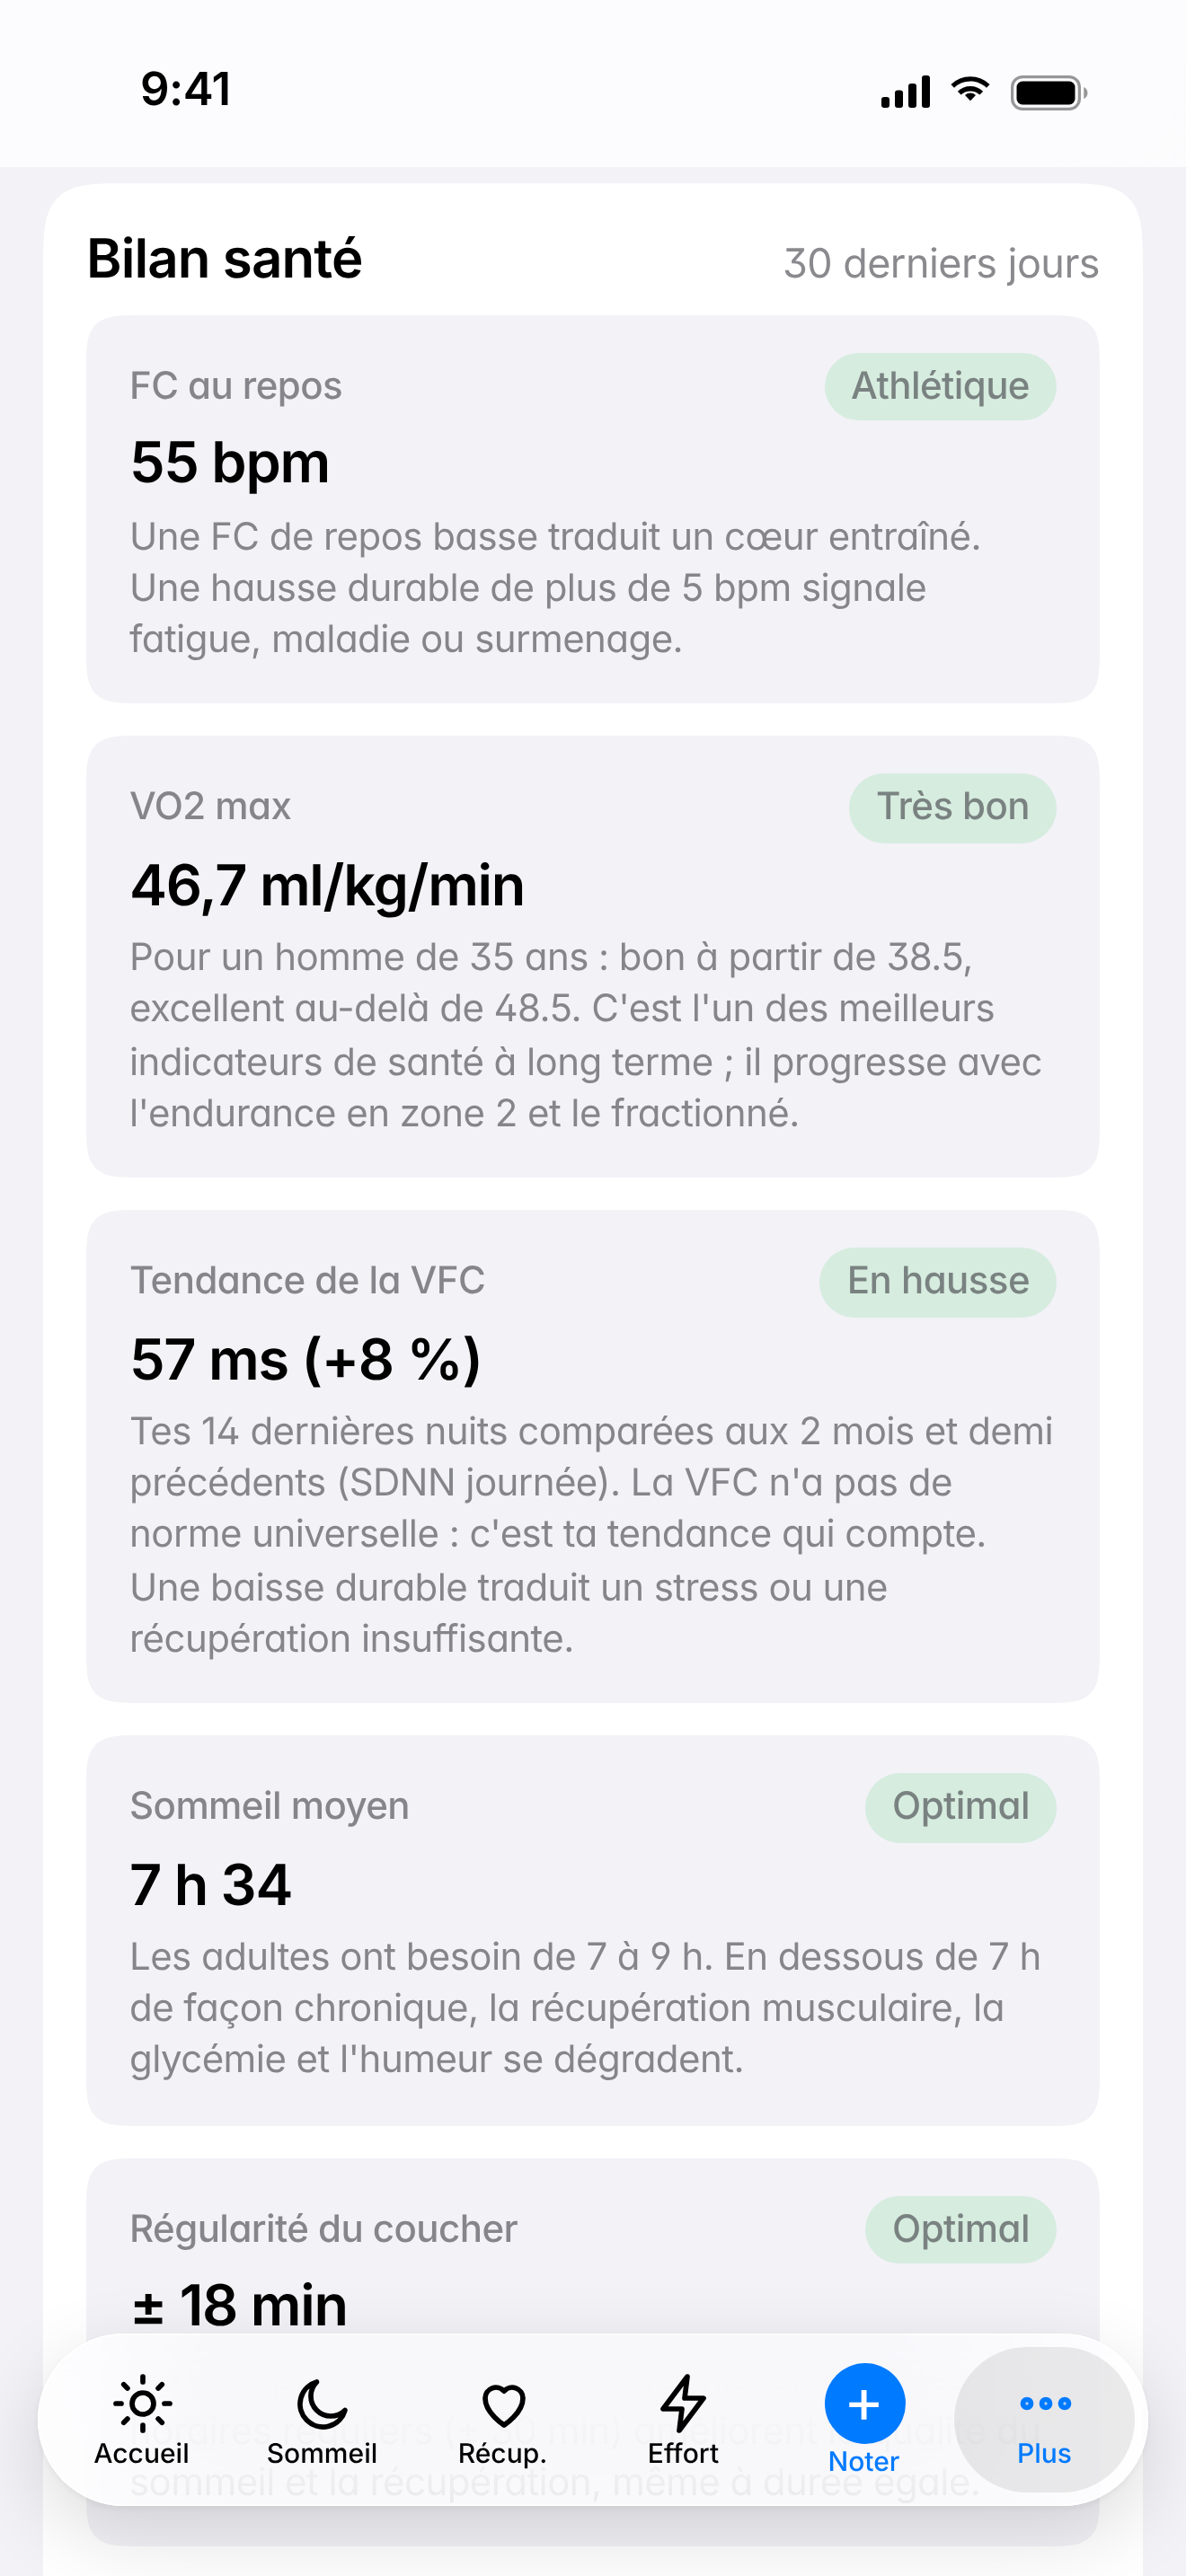 9:41
Bilan santé
30 derniers jours
FC au repos
Athlétique
55 bpm
Une FC de repos basse traduit un cœur entraîné.
Une hausse durable de plus de 5 bpm signale
fatigue, maladie ou surmenage.
VO2 max
Très bon
46,7 ml/kg/min
Pour un homme de 35 ans : bon à partir de 38.5,
excellent au-delà de 48.5. C'est l'un des meilleurs
indicateurs de santé à long terme ; il progresse avec
l'endurance en zone 2 et le fractionné.
Tendance de la VFC
En hausse
57 ms (+8 %)
Tes 14 dernières nuits comparées aux 2 mois et demi
précédents (SDNN journée). La VFC n'a pas de
norme universelle : c'est ta tendance qui compte.
Une baisse durable traduit un stress ou une
récupération insuffisante.
Sommeil moyen
Optimal
7 h 34
Les adultes ont besoin de 7 à 9 h. En dessous de 7 h
de façon chronique, la récupération musculaire, la
glycémie et l'humeur se dégradent.
Régularité du coucher
Optimal
± 18 min
réguliers min) améliorent
sommeil et la récupération, même à durée égale.
Accueil
Sommeil
Récup.
Effort
Noter
Plus